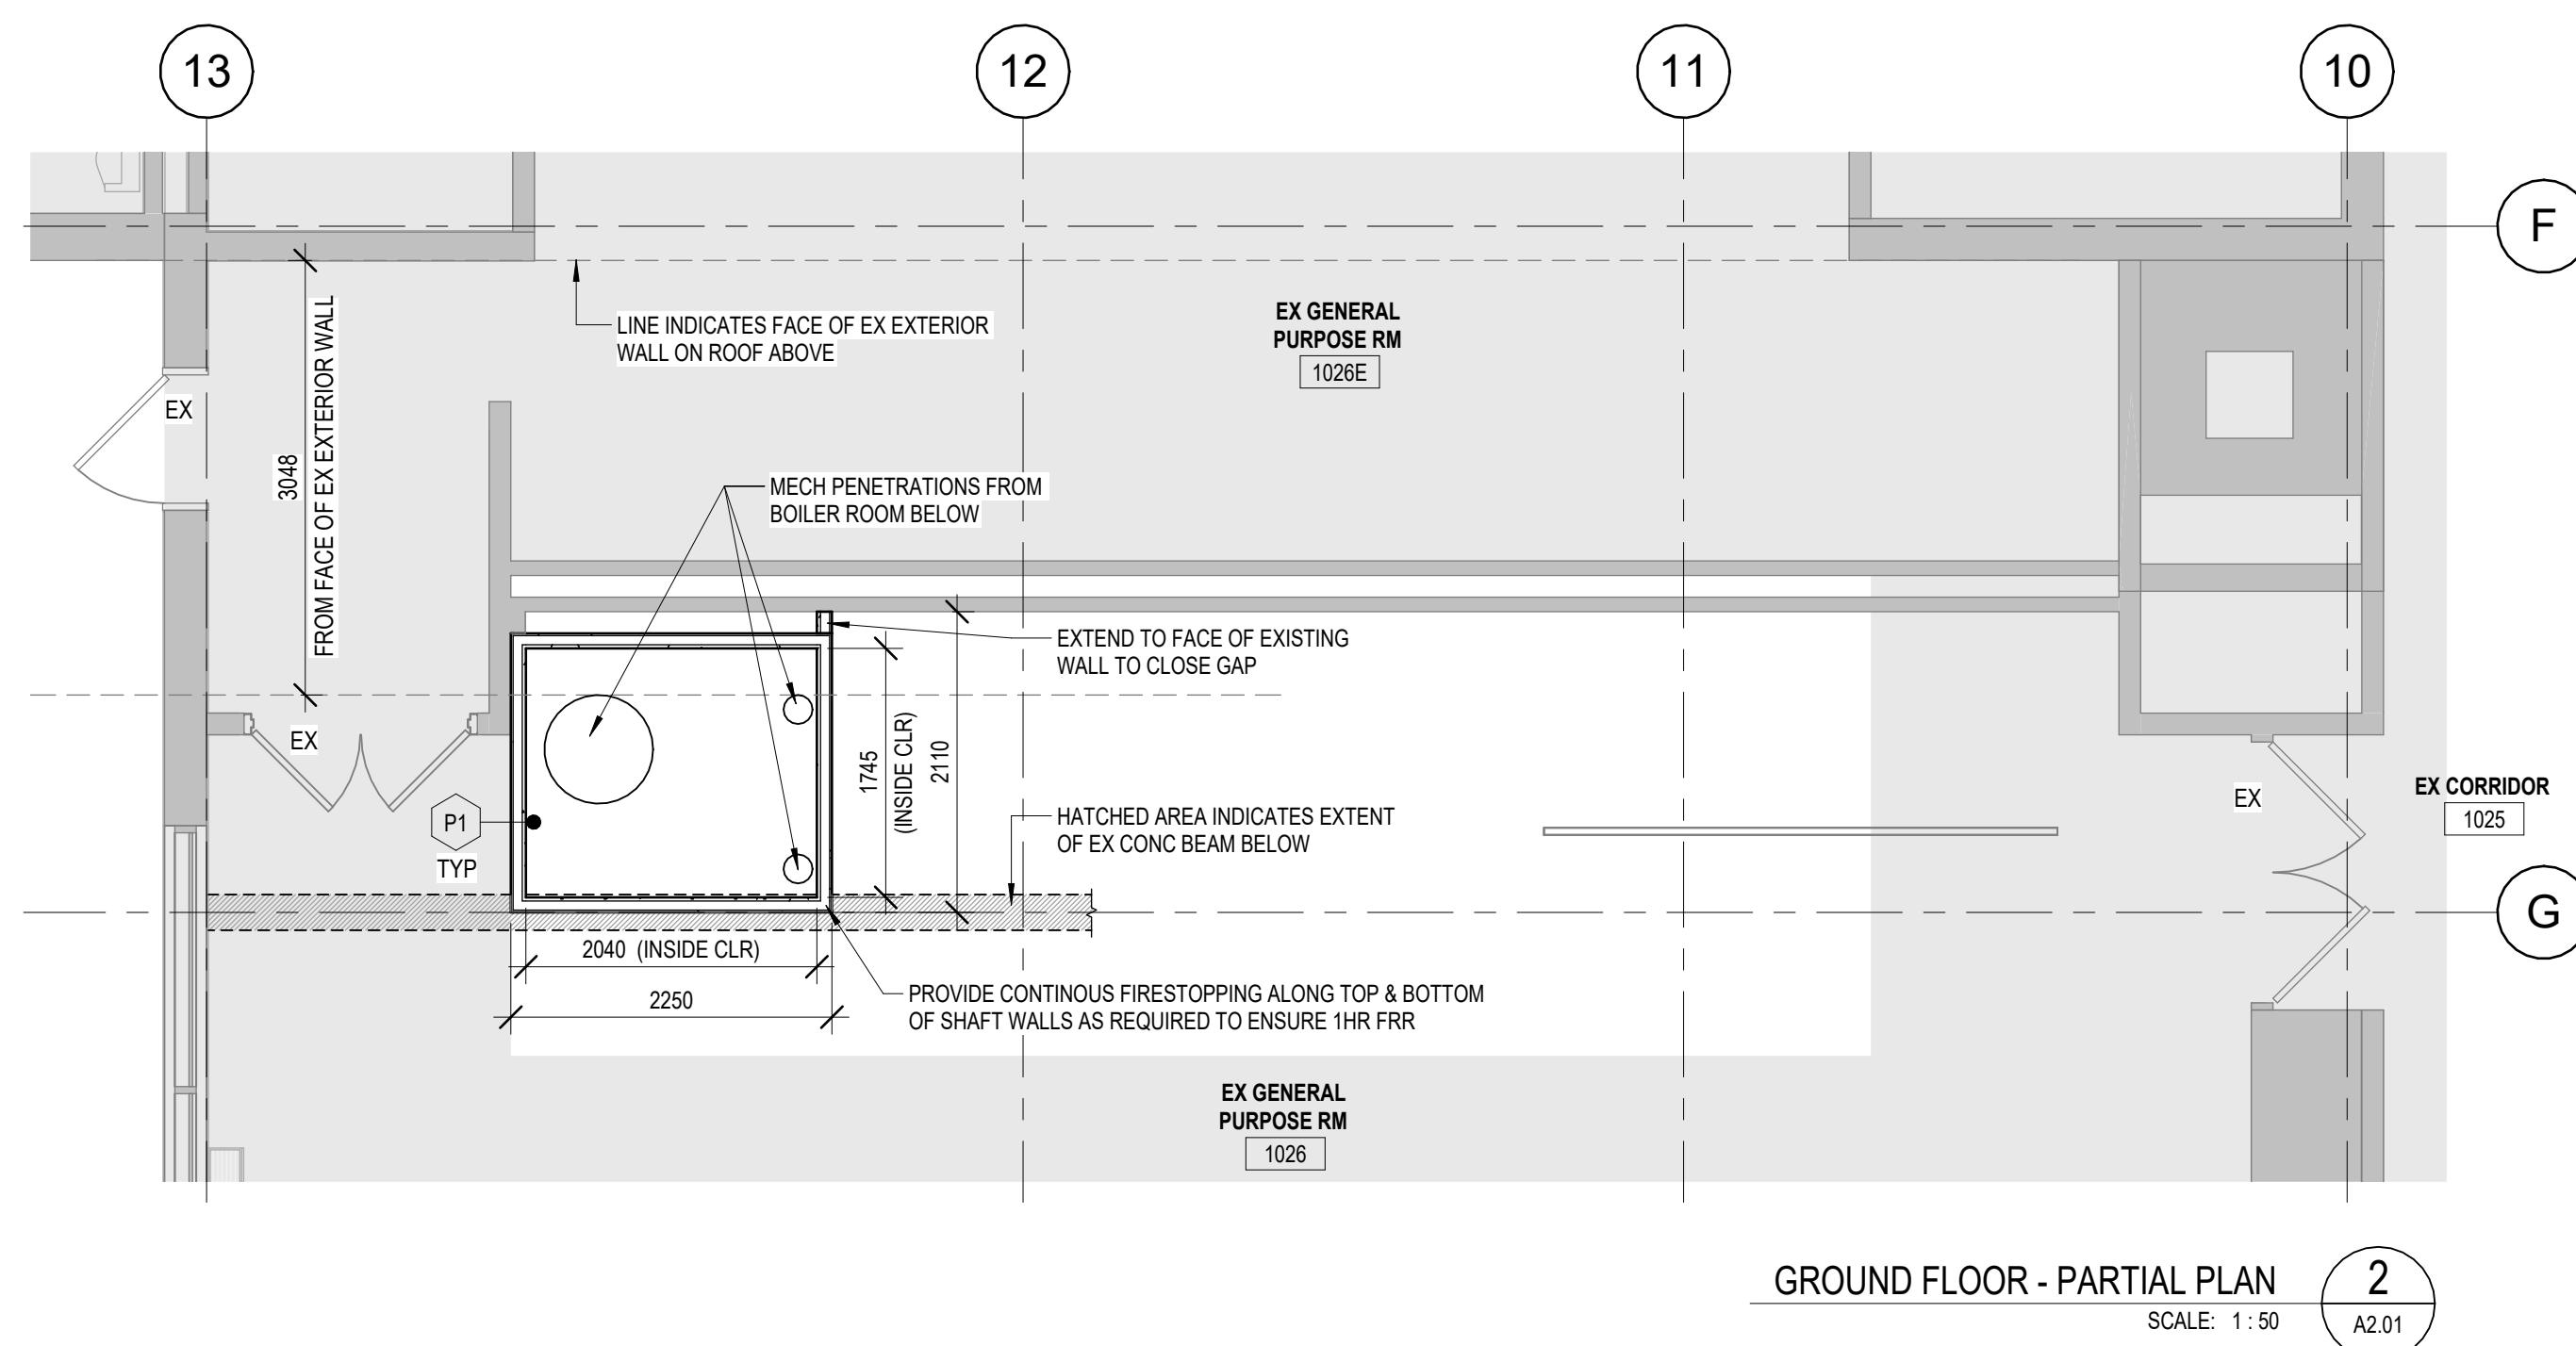 13
12
11
10
F
LINE INDICATES FACE OF EX EXTERIOR
WALL ON ROOF ABOVE
EX GENERAL
PURPOSE RM
1026E
EX
3048
FROM FACE OF EX EXTERIOR WALL
MECH PENETRATIONS FROM
BOILER ROOM BELOW
EXTEND TO FACE OF EXISTING
WALL TO CLOSE GAP
EX
1745
(INSIDE CLR)
2110
P1
TYP
HATCHED AREA INDICATES EXTENT
OF EX CONC BEAM BELOW
EX
EX CORRIDOR
1025
G
2040 (INSIDE CLR)
2250
PROVIDE CONTINOUS FIRESTOPPING ALONG TOP & BOTTOM
OF SHAFT WALLS AS REQUIRED TO ENSURE 1HR FRR
EX GENERAL
PURPOSE RM
1026
GROUND FLOOR - PARTIAL PLAN
SCALE: 1 : 50
2
A2.01